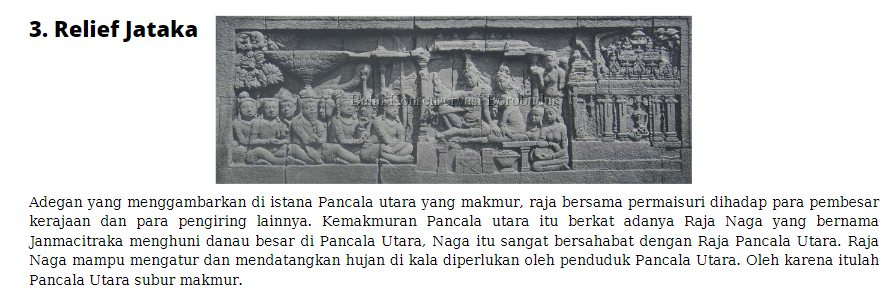 3. Relief Jataka
Balai Konservasi Borobudur
Adegan yang menggambarkan di istana Pancala utara yang makmur, raja bersama permaisuri dihadap para pembesar
kerajaan dan para pengiring lainnya. Kemakmuran Pancala utara itu berkat adanya Raja Naga yang bernama
Janmacitraka menghuni danau besar di Pancala Utara, Naga itu sangat bersahabat dengan Raja Pancala Utara. Raja
Naga mampu mengatur dan mendatangkan hujan di kala diperlukan oleh penduduk Pancala Utara. Oleh karena itulah
Pancala Utara subur makmur.